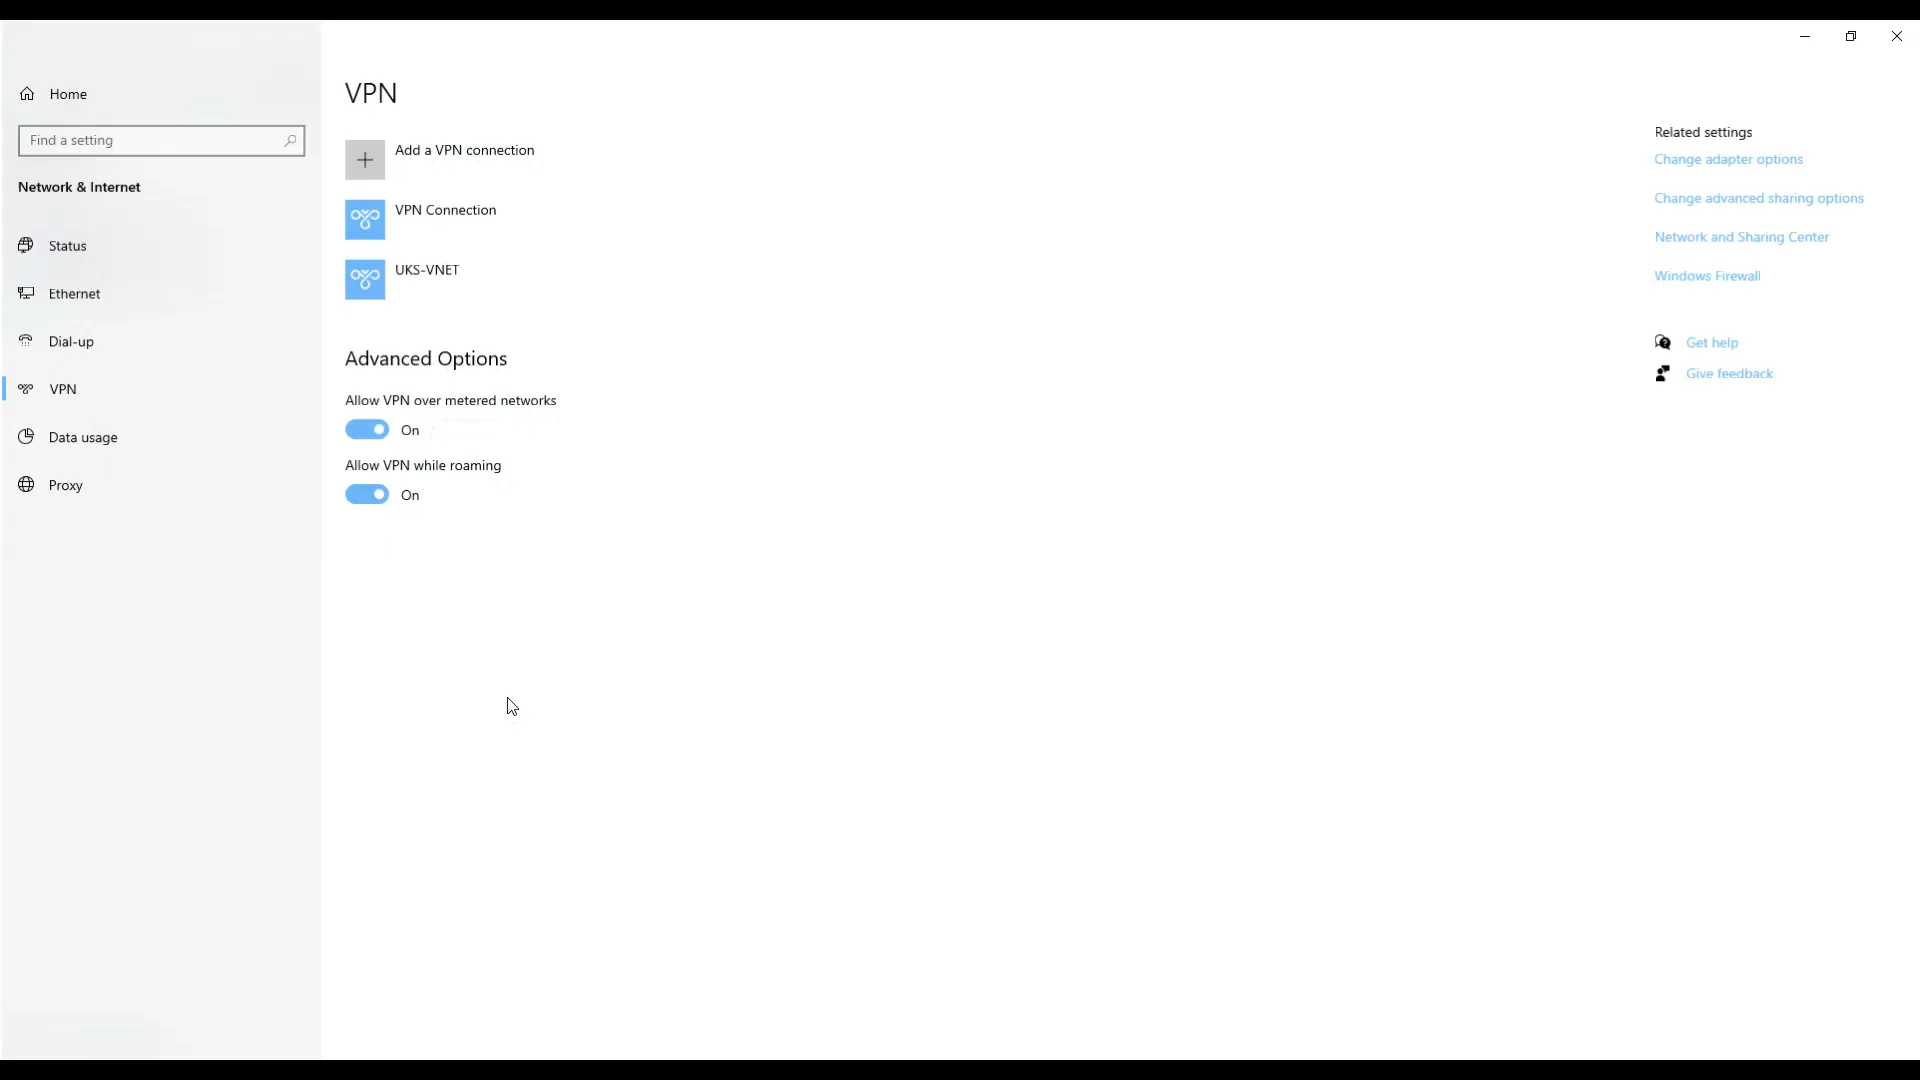 Home
Find a setting
Network & Internet
Status
Ethernet
Dial-up
VPN
Data usage
Proxy
VPN
Add a VPN connection
VPN Connection
UKS-VNET
Advanced Options
Allow VPN over metered networks
On
Allow VPN while roaming
On
Related settings
Change adapter options
Change advanced sharing options
Network and Sharing Center
Windows Firewall
Get help
Give feedback